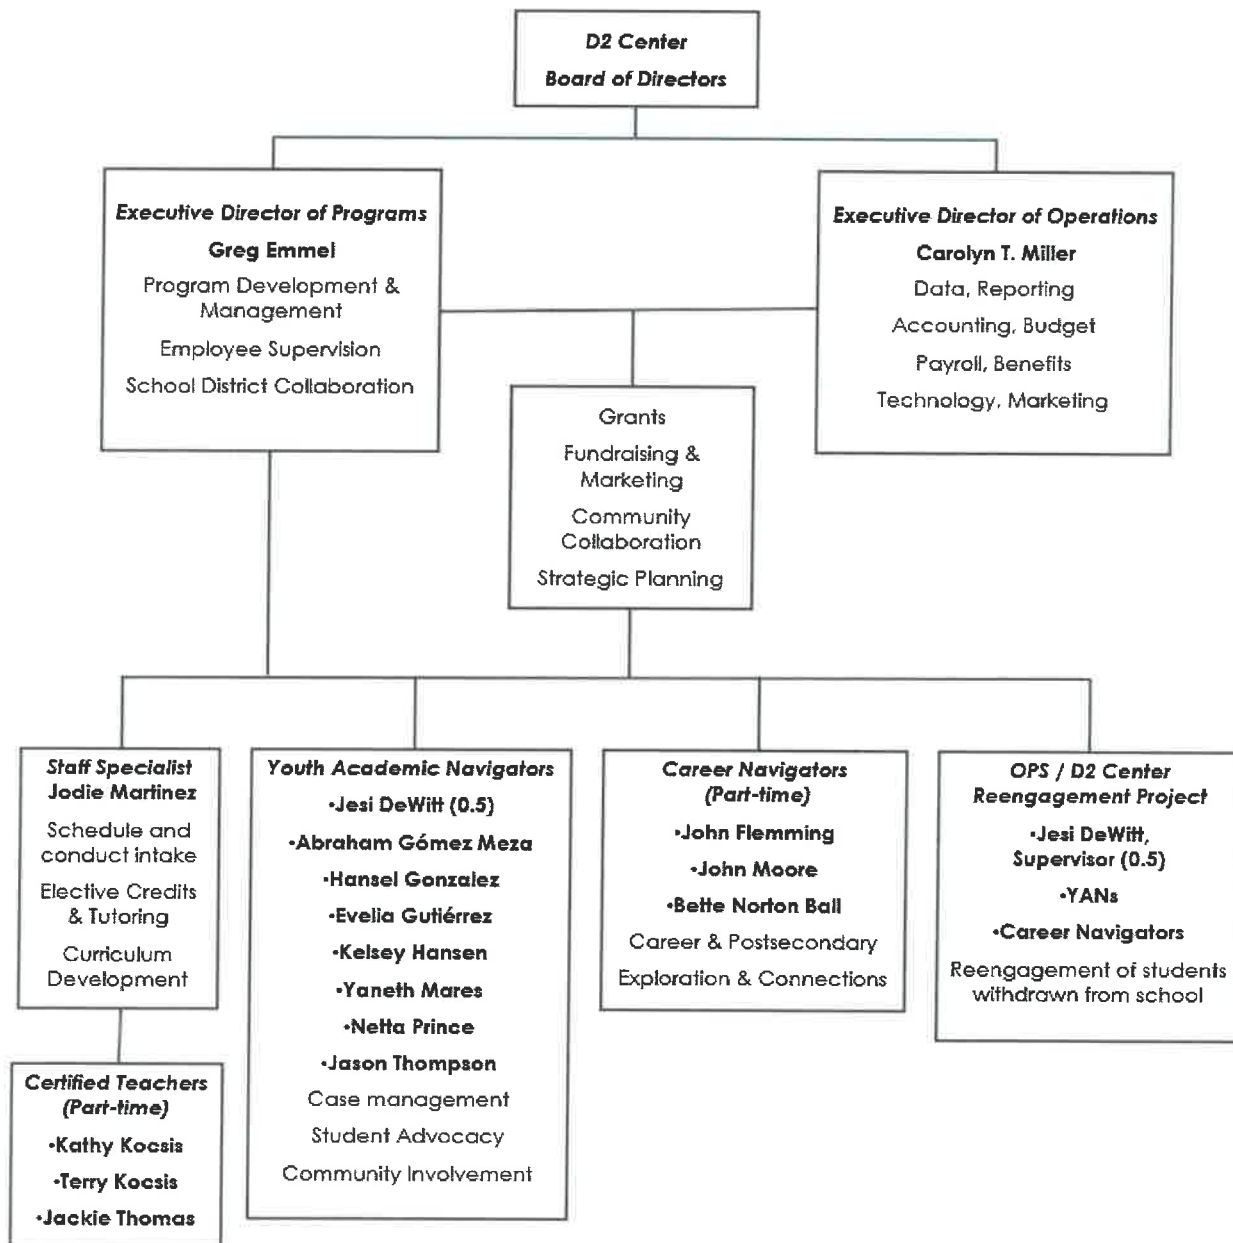 D2 Center
Board of Directors
Executive Director of Programs
Greg Emmel
Program Development &
Management
Employee Supervision
School District Collaboration
Executive Director of Operations
Carolyn T. Miller
Data, Reporting
Accounting, Budget
Payroll, Benefits
Technology, Marketing
Grants
Fundraising &
Marketing
Community
Collaboration
Strategic Planning
Staff Specialist
Jodie Martinez
Schedule and
conduct intake
Elective Credits
& Tutoring
Curriculum
Development
Certified Teachers
(Part-time)
•Kathy Kocsis
•Terry Kocsis
•Jackie Thomas
Youth Academic Navigators
•Jesi DeWitt (0.5)
•Abraham Gómez Meza
•Hansel Gonzalez
•Evelia Gutiérrez
•Kelsey Hansen
•Yaneth Mares
•Netta Prince
•Jason Thompson
Case management
Student Advocacy
Community Involvement
Career Navigators
(Part-time)
•John Flemming
•John Moore
•Bette Norton Ball
Career & Postsecondary
Exploration & Connections
OPS / D2 Center
Reengagement Project
•Jesi DeWitt,
Supervisor (0.5)
•YANs
•Career Navigators
Reengagement of students
withdrawn from school